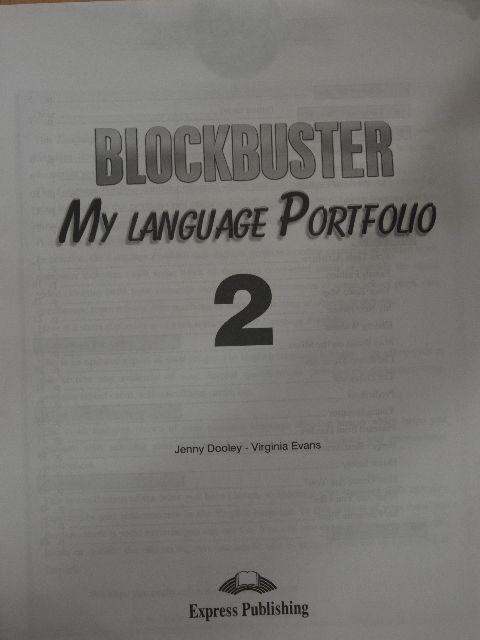 BLOCKBUSTER
MY LANGUAGE PORTFOLIO
2
Jenny Dooley - Virginia Evans
Express Publishing